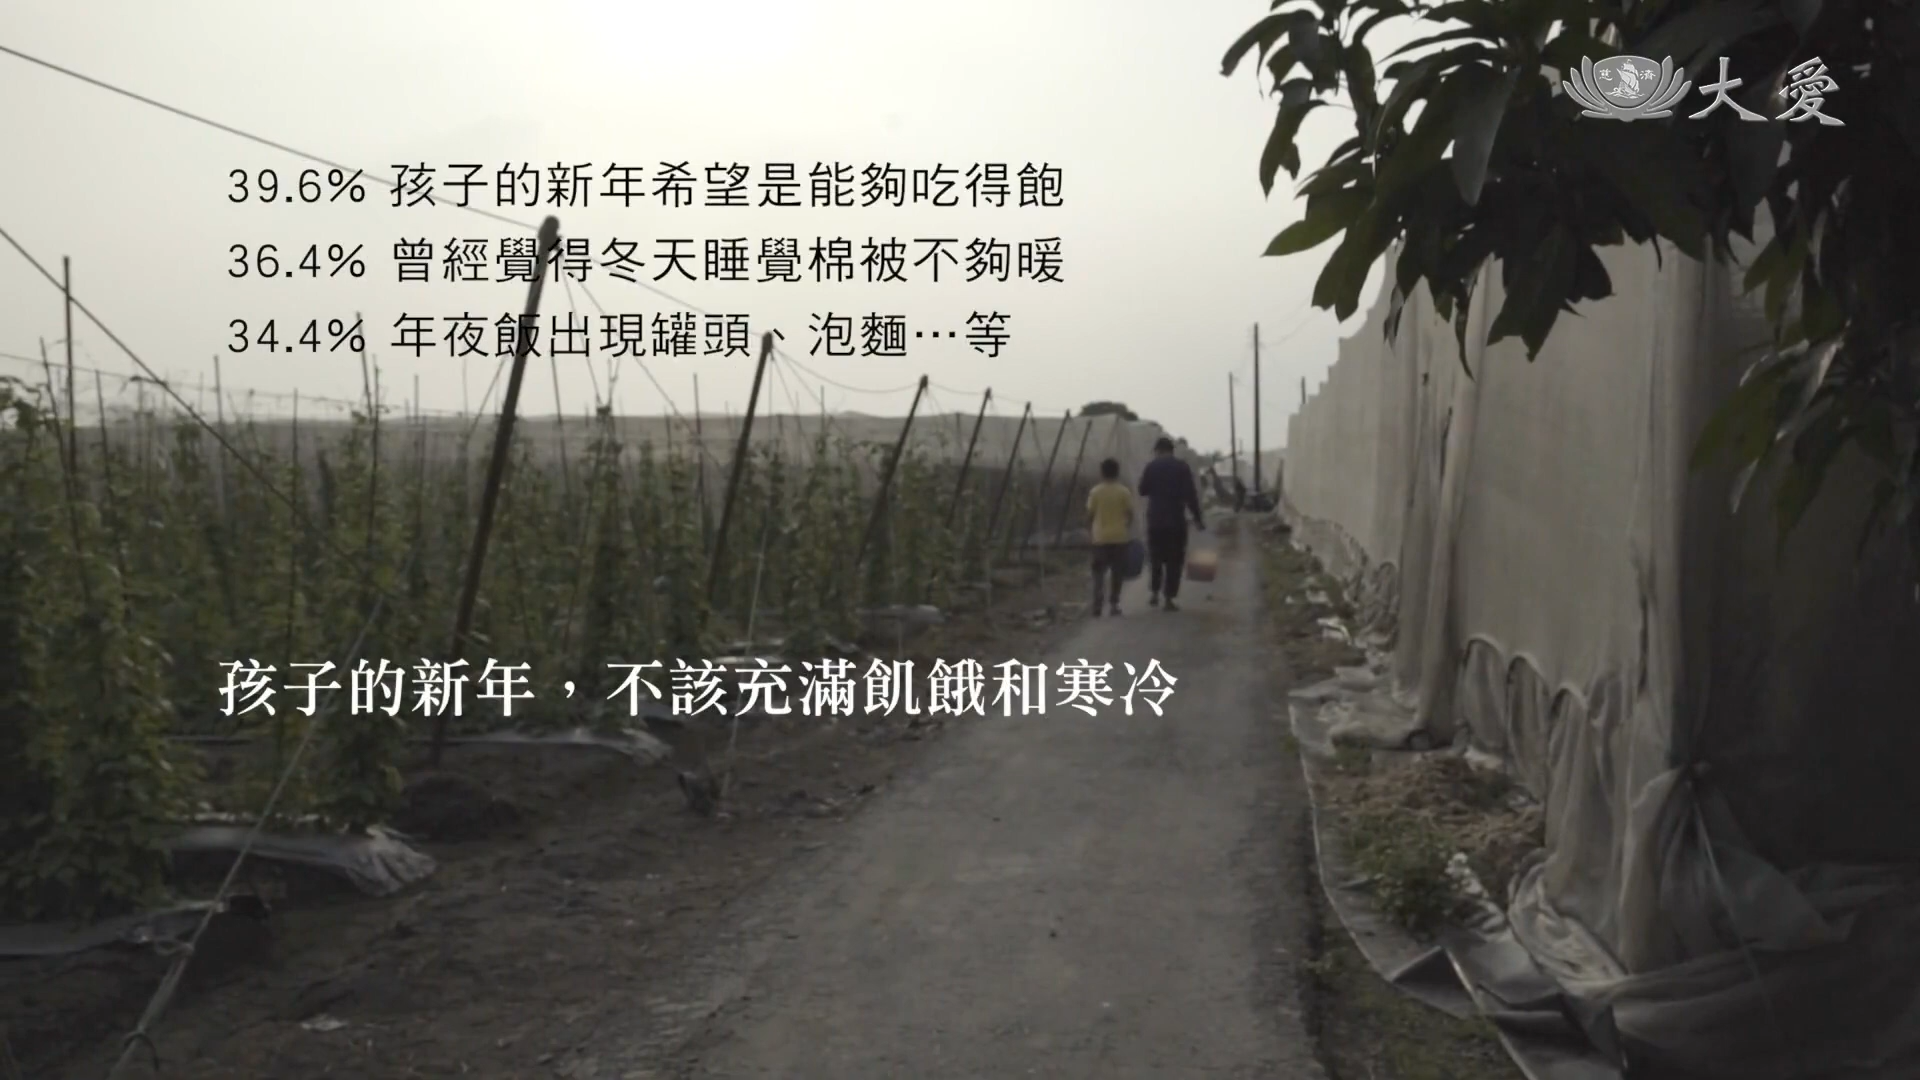 慈濟 大愛
39.6% 孩子的新年希望是能夠吃得飽
36.4% 曾經覺得冬天睡覺棉被不夠暖
34.4% 年夜飯出現罐頭、泡麵⋯等
孩子的新年，不該充滿飢餓和寒冷